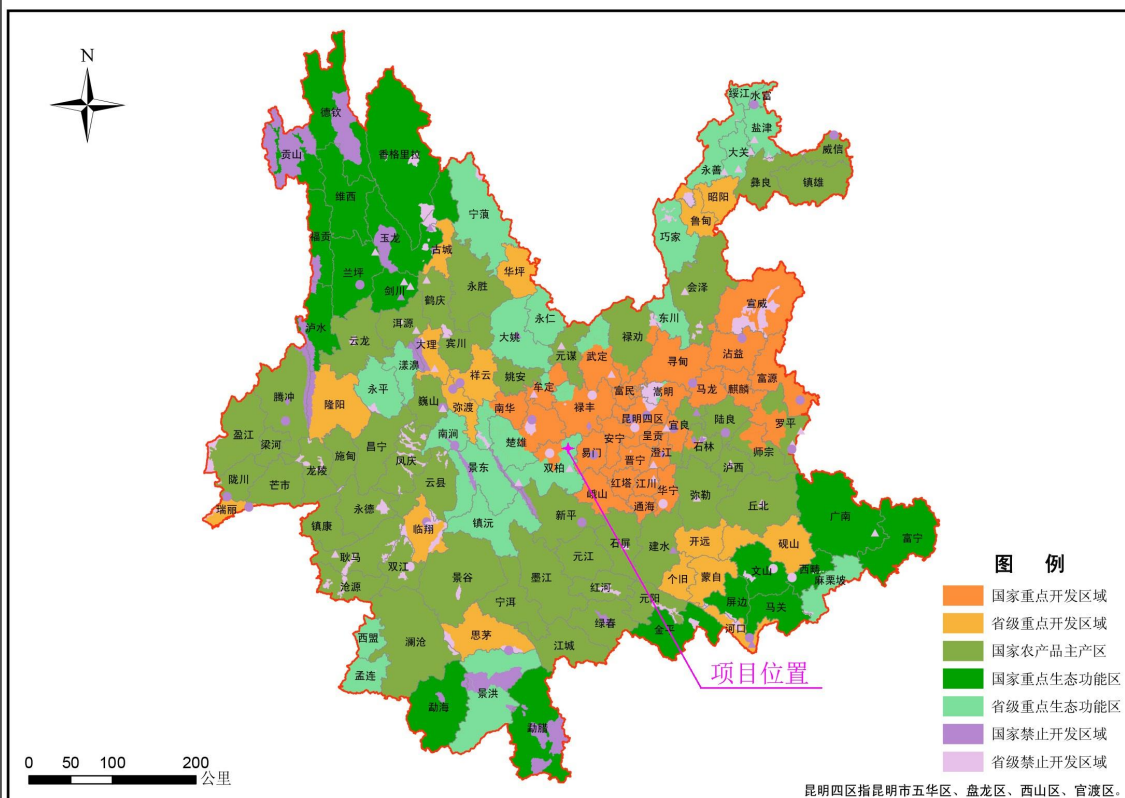 N
绥江
水富
盐津
大关
永善
威信
彝良
镇雄
昭阳
鲁甸
巧家
德钦
贡山
香格里拉
维西
宁蒗
福贡
玉龙
古城
兰坪
华坪
剑川
永胜
鹤庆
会泽
宣威
泸水
洱源
云龙
大理
宾川
永仁
大姚
东川
禄劝
元谋
武定
寻甸
沾益
漾濞
祥云
姚安
牟定
富民
嵩明
马龙
麒麟
富源
永平
隆阳
巍山
弥渡
南华
禄丰
昆明四区
宜良
陆良
罗平
腾冲
盈江
梁河
昌宁
南涧
楚雄
安宁
呈贡
石林
师宗
施甸
龙陵
凤庆
景东
双柏
易门
晋宁
澄江
泸西
陇川
芒市
云县
红塔
江川
华宁
峨山
通海
弥勒
瑞丽
永德
镇康
临翔
镇沅
新平
丘北
广南
富宁
石屏
建水
开远
砚山
耿马
双江
元江
沧源
景谷
墨江
红河
个旧
蒙自
文山
西畴
麻栗坡
元阳
屏边
马关
宁洱
绿春
金平
河口
西盟
澜沧
思茅
江城
孟连
景洪
勐海
勐腊
项目位置
图 例
国家重点开发区域
省级重点开发区域
国家农产品主产区
国家重点生态功能区
省级重点生态功能区
国家禁止开发区域
省级禁止开发区域
0 50 100 200
公里
昆明四区指昆明市五华区、盘龙区、西山区、官渡区。